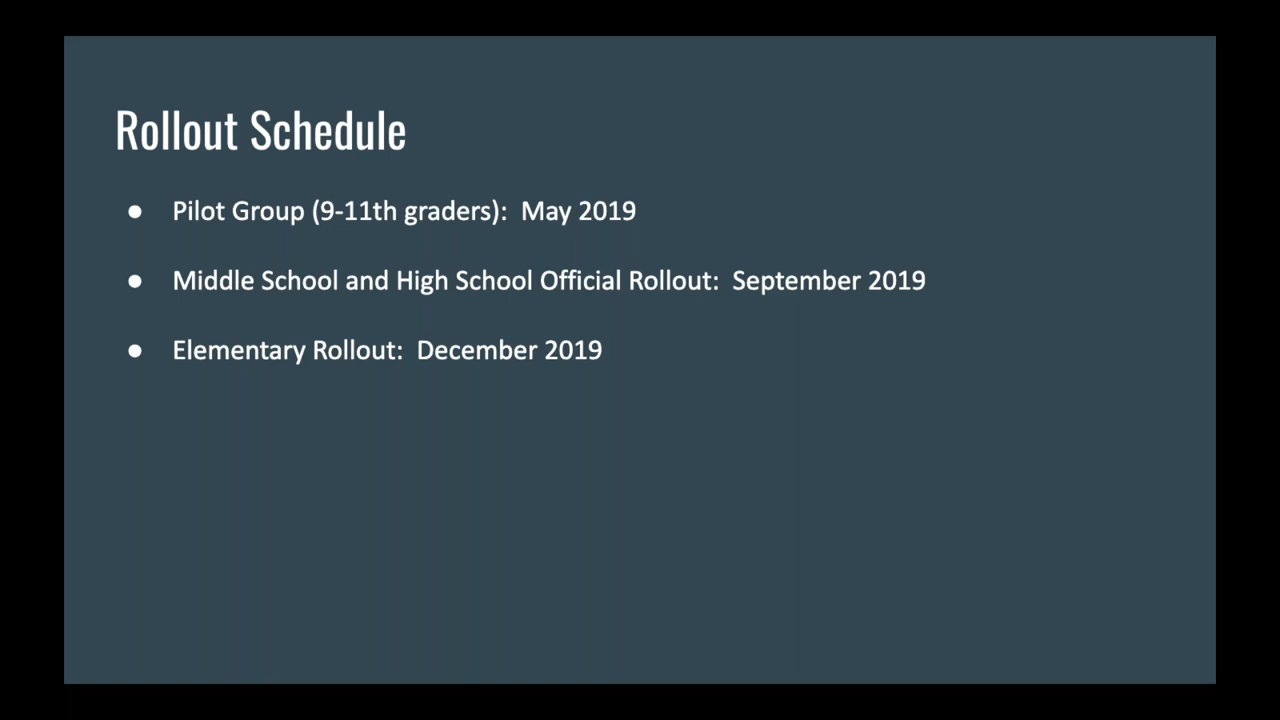 Rollout Schedule
● Pilot Group (9-11th graders):  May 2019
● Middle School and High School Official Rollout:  September 2019
● Elementary Rollout:  December 2019